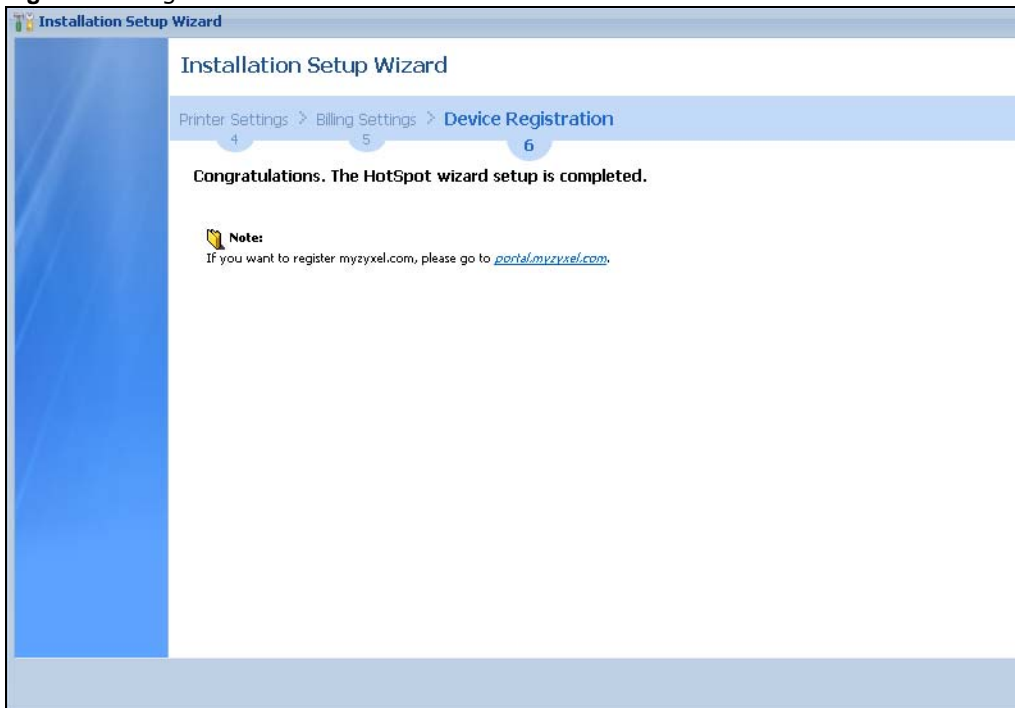 Installation Setup Wizard
Installation Setup Wizard
Printer Settings > Billing Settings > Device Registration
4 5 6
Congratulations. The HotSpot wizard setup is completed.
Note:
If you want to register myzyxel.com, please go to portal.myzyxel.com.